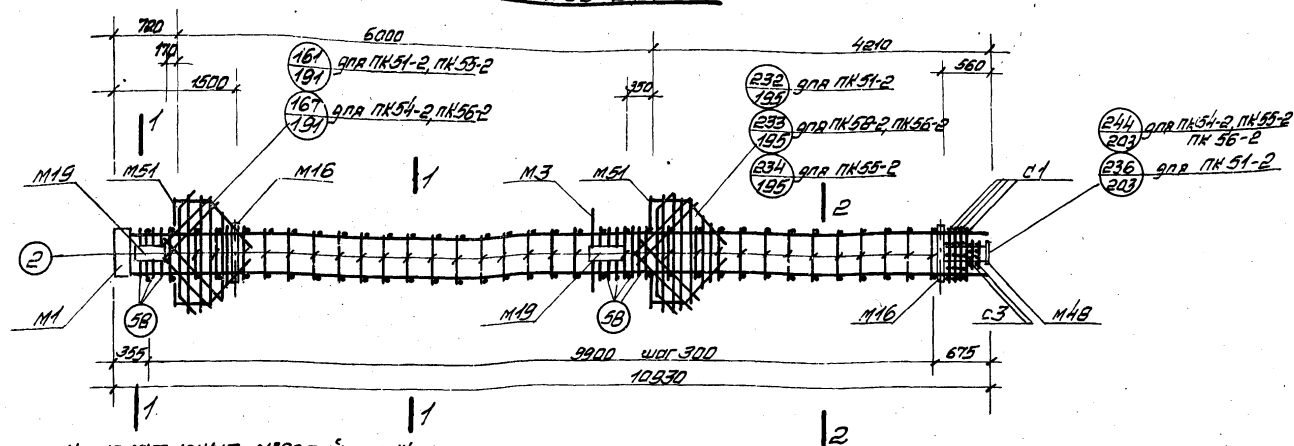 720
6000
4210
170
1500
350
560
161
191
для ПК51-2, ПК55-2
167
191
для ПК54-2, ПК56-2
232
195
для ПК51-2
233
195
для ПК58-2, ПК56-2
234
195
для ПК55-2
244
203
для ПК54-2, ПК55-2
ПК 56-2
236
203
для ПК 51-2
1
1
2
М19
М51
М16
М.3
М51
С1
2
М1
58
М19
58
М16
С3
М48
355
9900 шаг 300
675
10930
1
1
2